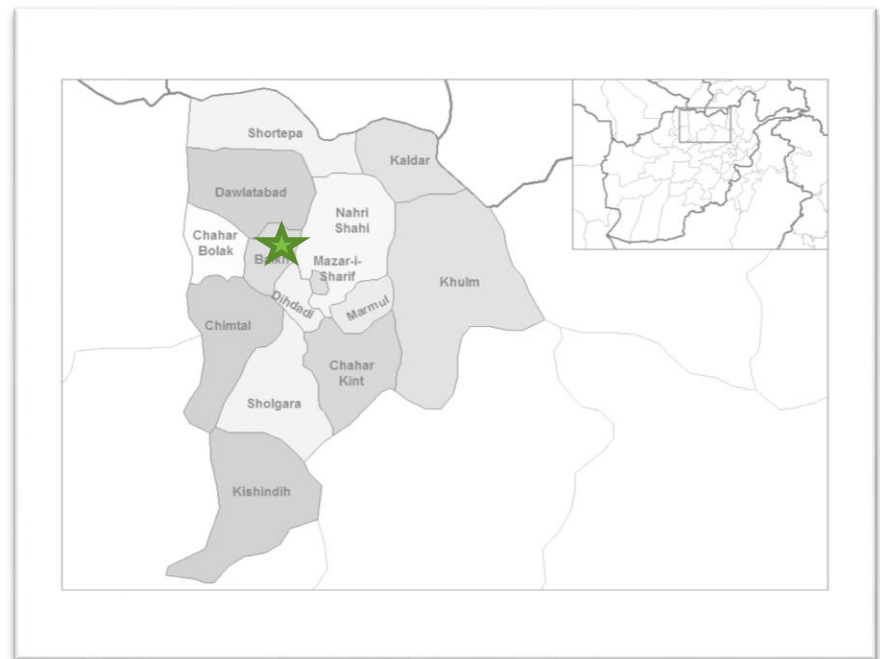 Shortepa
Kaldar
Dawlatabad
Nahri
Shahi
Chahar
Bolak
Mazar-i-
Sharif
Khulm
Dihdadi
Marmul
Chimtal
Chahar
Kint
Sholgara
Kishindih